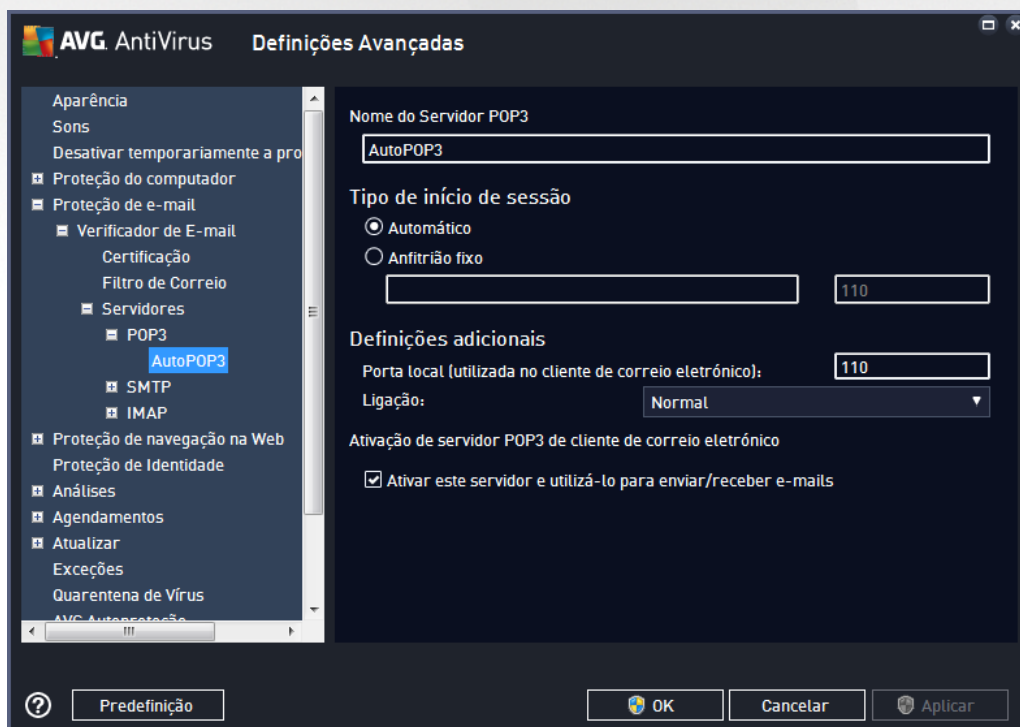 AVG. AntiVirus Definições Avançadas
Aparência
Sons
Desativar temporariamente a pro
Proteção do computador
Proteção de e-mail
Verificador de E-mail
Certificação
Filtro de Correio
Servidores
POP3
AutoPOP3
SMTP
IMAP
Proteção de navegação na Web
Proteção de Identidade
Análises
Agendamentos
Atualizar
Exceções
Quarentena de Vírus
AVG Autoproteção
Nome do Servidor POP3
AutoPOP3
Tipo de início de sessão
Automático
Anfitrião fixo
110
Definições adicionais
Porta local (utilizada no cliente de correio eletrónico): 110
Ligação: Normal
Ativação de servidor POP3 de cliente de correio eletrónico
Ativar este servidor e utilizá-lo para enviar/receber e-mails
Predefinição OK Cancelar Aplicar